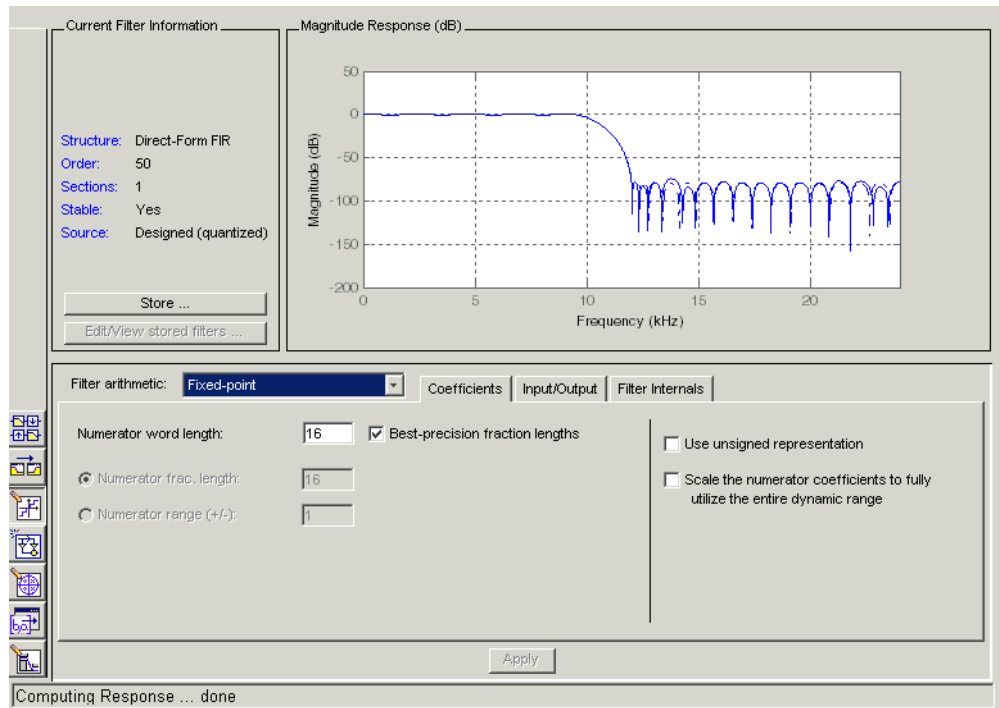 Current Filter Information
Structure: Direct-Form FIR
Order: 50
Sections: 1
Stable: Yes
Source: Designed (quantized)
Store ...
Edit/View stored filters ...
Magnitude Response (dB)
50
0
-50
-100
-150
-200
Magnitude (dB)
0 5 10 15 20
Frequency (kHz)
Filter arithmetic: Fixed-point
Coefficients Input/Output Filter Internals
Numerator word length: 16 Best-precision fraction lengths
Numerator frac. length: 16
Numerator range (+/-): 1
Use unsigned representation
Scale the numerator coefficients to fully
utilize the entire dynamic range
[b,a]
Apply
Computing Response ... done